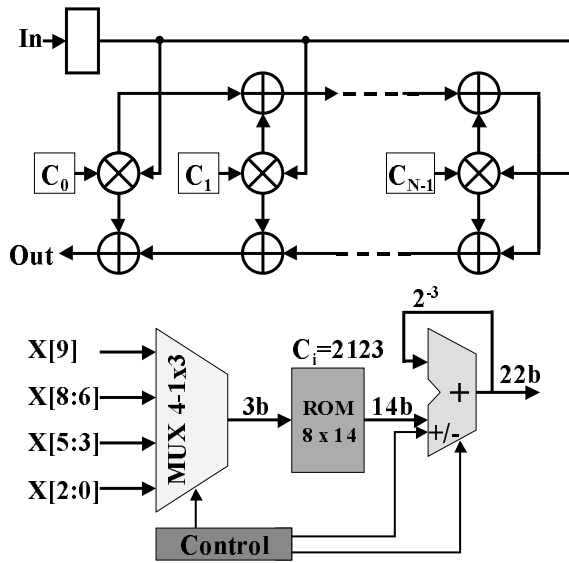 In
C0
C1
CN-1
Out
2-3
X[9]
X[8:6]
X[5:3]
X[2:0]
MUX 4-1x3
3b
Ci=2123
ROM
8 x 14
14b
+
+/-
22b
Control